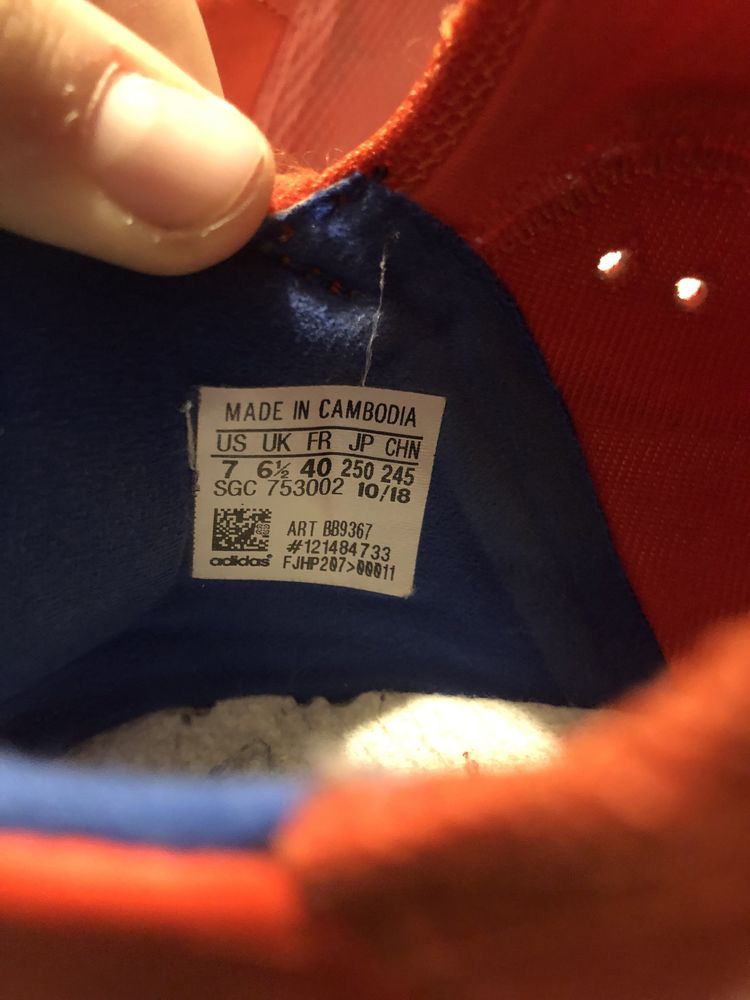 MADE IN CAMBODIA
US UK FR JP CHN
7 6½ 40 250 245
SGC 753002 10/18
ART BB9367
#121484733
adidas FJHP207>00011